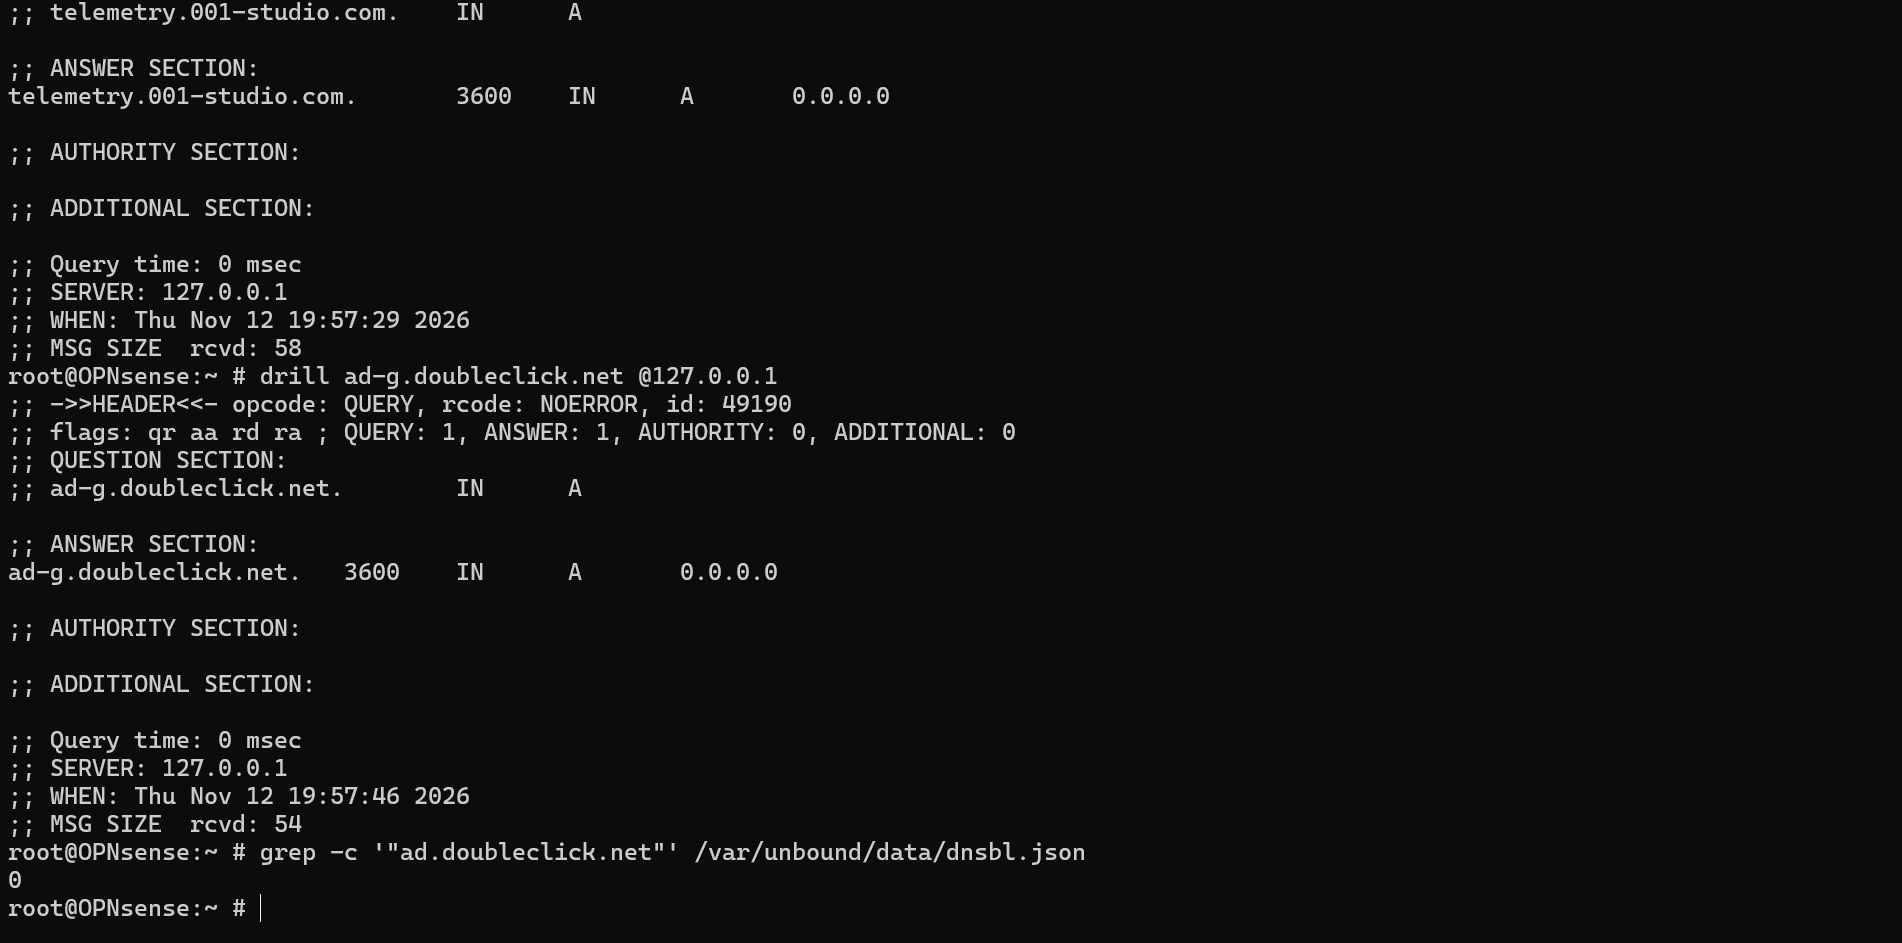 ;; telemetry.001-studio.com.    IN      A
;; ANSWER SECTION:
telemetry.001-studio.com.       3600    IN      A       0.0.0.0
;; AUTHORITY SECTION:
;; ADDITIONAL SECTION:
;; Query time: 0 msec
;; SERVER: 127.0.0.1
;; WHEN: Thu Nov 12 19:57:29 2026
;; MSG SIZE  rcvd: 58
root@OPNsense:~ # drill ad-g.doubleclick.net @127.0.0.1
;; ->>HEADER<<- opcode: QUERY, rcode: NOERROR, id: 49190
;; flags: qr aa rd ra ; QUERY: 1, ANSWER: 1, AUTHORITY: 0, ADDITIONAL: 0
;; QUESTION SECTION:
;; ad-g.doubleclick.net.        IN      A
;; ANSWER SECTION:
ad-g.doubleclick.net.   3600    IN      A       0.0.0.0
;; AUTHORITY SECTION:
;; ADDITIONAL SECTION:
;; Query time: 0 msec
;; SERVER: 127.0.0.1
;; WHEN: Thu Nov 12 19:57:46 2026
;; MSG SIZE  rcvd: 54
root@OPNsense:~ # grep -c '"ad.doubleclick.net"' /var/unbound/data/dnsbl.json
0
root@OPNsense:~ #